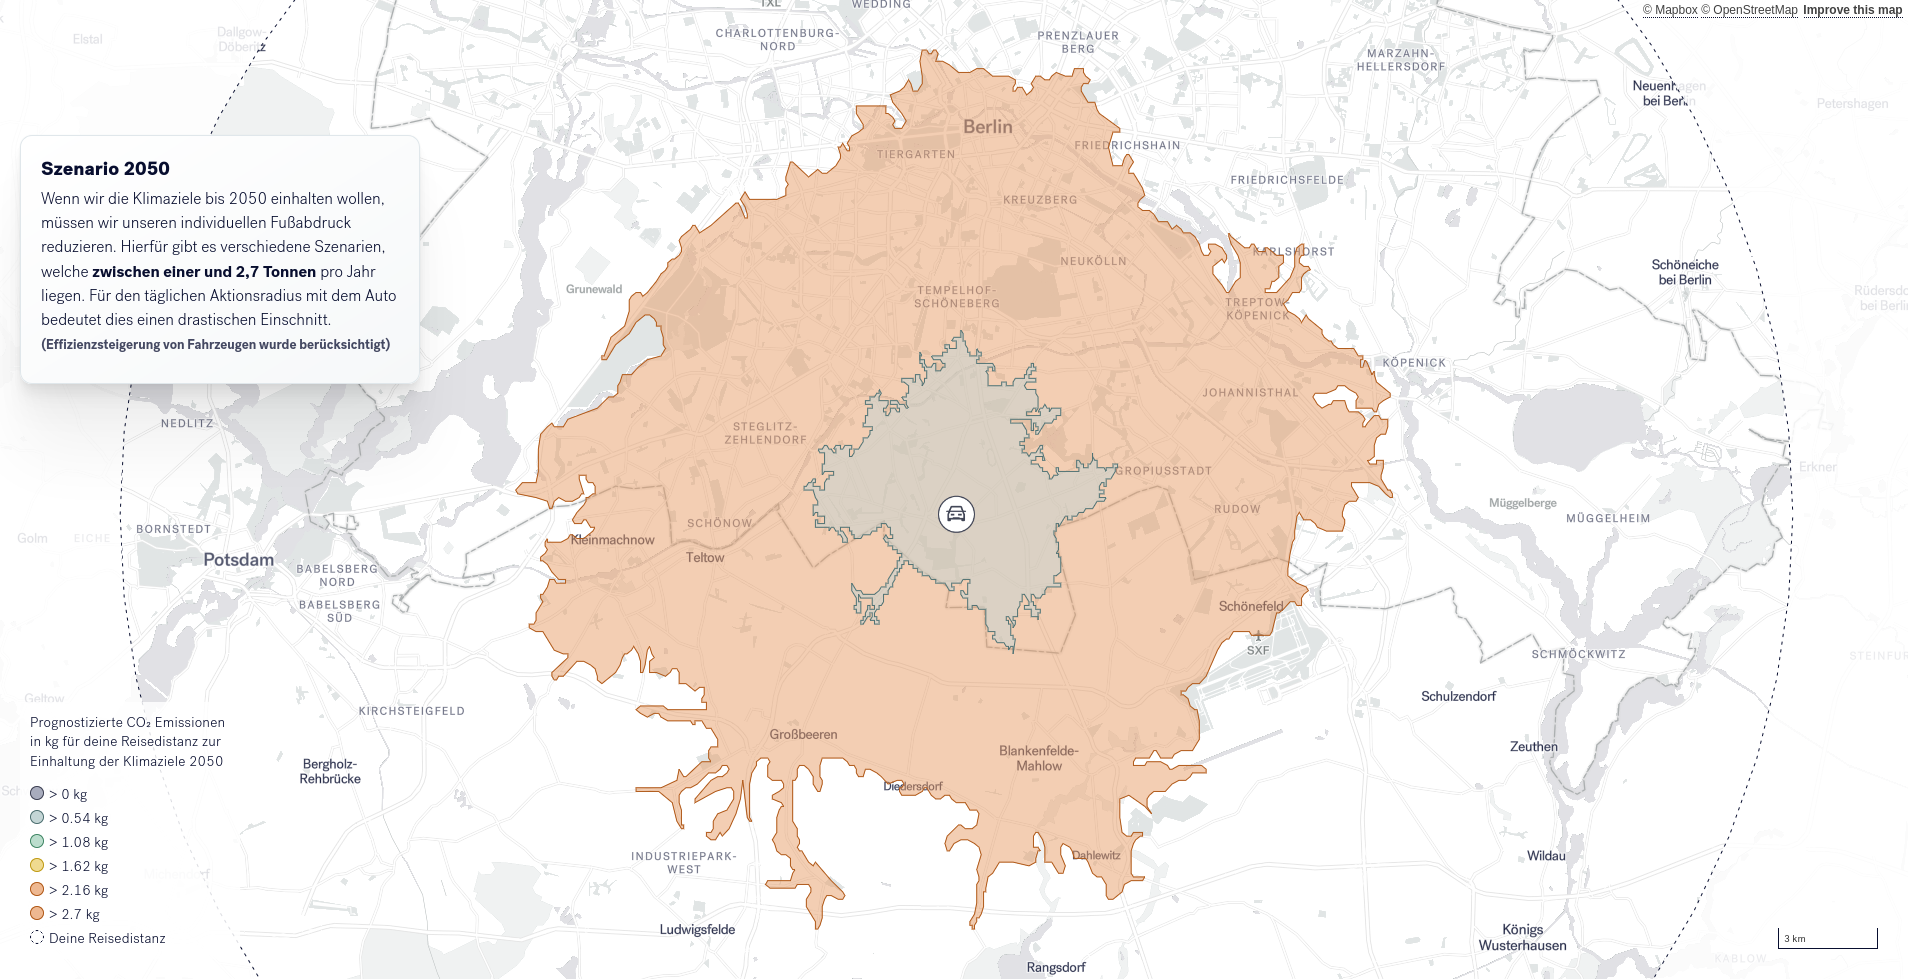 © Mapbox © OpenStreetMap Improve this map
TXL
WEDDING
Elstal
Dallgow-
Döberitz
CHARLOTTENBURG-
NORD
PRENZLAUER
BERG
MARZAHN-
HELLERSDORF
Neuenhagen
bei Berlin
Petershagen
Berlin
TIERGARTEN
FRIEDRICHSHAIN
FRIEDRICHSFELDE
KREUZBERG
Szenario 2050
Wenn wir die Klimaziele bis 2050 einhalten wollen,
müssen wir unseren individuellen Fußabdruck
reduzieren. Hierfür gibt es verschiedene Szenarien,
welche zwischen einer und 2,7 Tonnen pro Jahr
liegen. Für den täglichen Aktionsradius mit dem Auto
bedeutet dies einen drastischen Einschnitt.
(Effizienzsteigerung von Fahrzeugen wurde berücksichtigt)
KARLSHORST
NEUKÖLLN
Schöneiche
bei Berlin
Grunewald
TEMPELHOF-
SCHÖNEBERG
TREPTOW-
KÖPENICK
Rüdersdo
bei Berlin
KÖPENICK
JOHANNISTHAL
NEDLITZ
STEGLITZ-
ZEHLENDORF
GROPIUSSTADT
Erkner
Müggelberge
MÜGGELHEIM
RUDOW
SCHÖNOW
BORNSTEDT
Golm
EICHE
Kleinmachnow
Teltow
Potsdam
BABELSBERG
NORD
BABELSBERG
SÜD
Schönefeld
SXF
SCHMÖCKWITZ
STEINFUR
Geltow
KIRCHSTEIGFELD
Schulzendorf
Großbeeren
Blankenfelde-
Mahlow
Zeuthen
Bergholz-
Rehbrücke
Diedersdorf
Prognostizierte CO₂ Emissionen
in kg für deine Reisedistanz zur
Einhaltung der Klimaziele 2050
> 0 kg
> 0.54 kg
> 1.08 kg
> 1.62 kg
> 2.16 kg
> 2.7 kg
Deine Reisedistanz
INDUSTRIEPARK-
WEST
Dahlewitz
Wildau
Ludwigsfelde
Königs
Wusterhausen
3 km
KABLOW
Rangsdorf